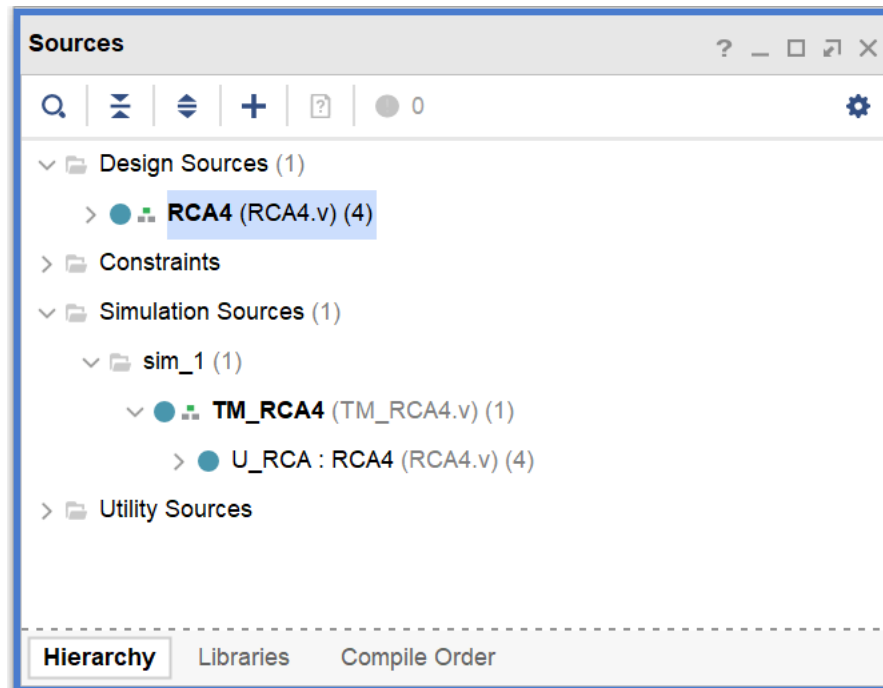 Sources
? 
0
Design Sources (1)
RCA4 (RCA4.v) (4)
Constraints
Simulation Sources (1)
sim_1 (1)
TM_RCA4 (TM_RCA4.v) (1)
U_RCA : RCA4 (RCA4.v) (4)
Utility Sources
Hierarchy Libraries Compile Order